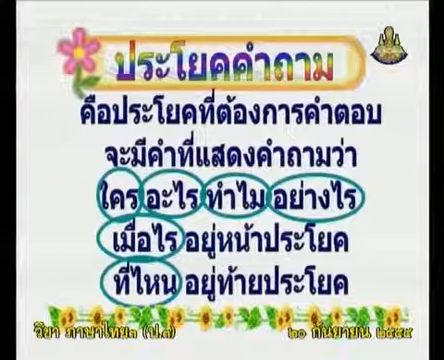 ประโยคคำถาม
คือประโยคที่ต้องการคำตอบ
จะมีคำที่แสดงคำถามว่า
ใคร อะไร ทำไม อย่างไร
เมื่อไร อยู่หน้าประโยค
ที่ไหน อยู่ท้ายประโยค
วิชา ภาษาไทย๓ (ป.๓) ๒๐ กันยายน ๒๕๕๔